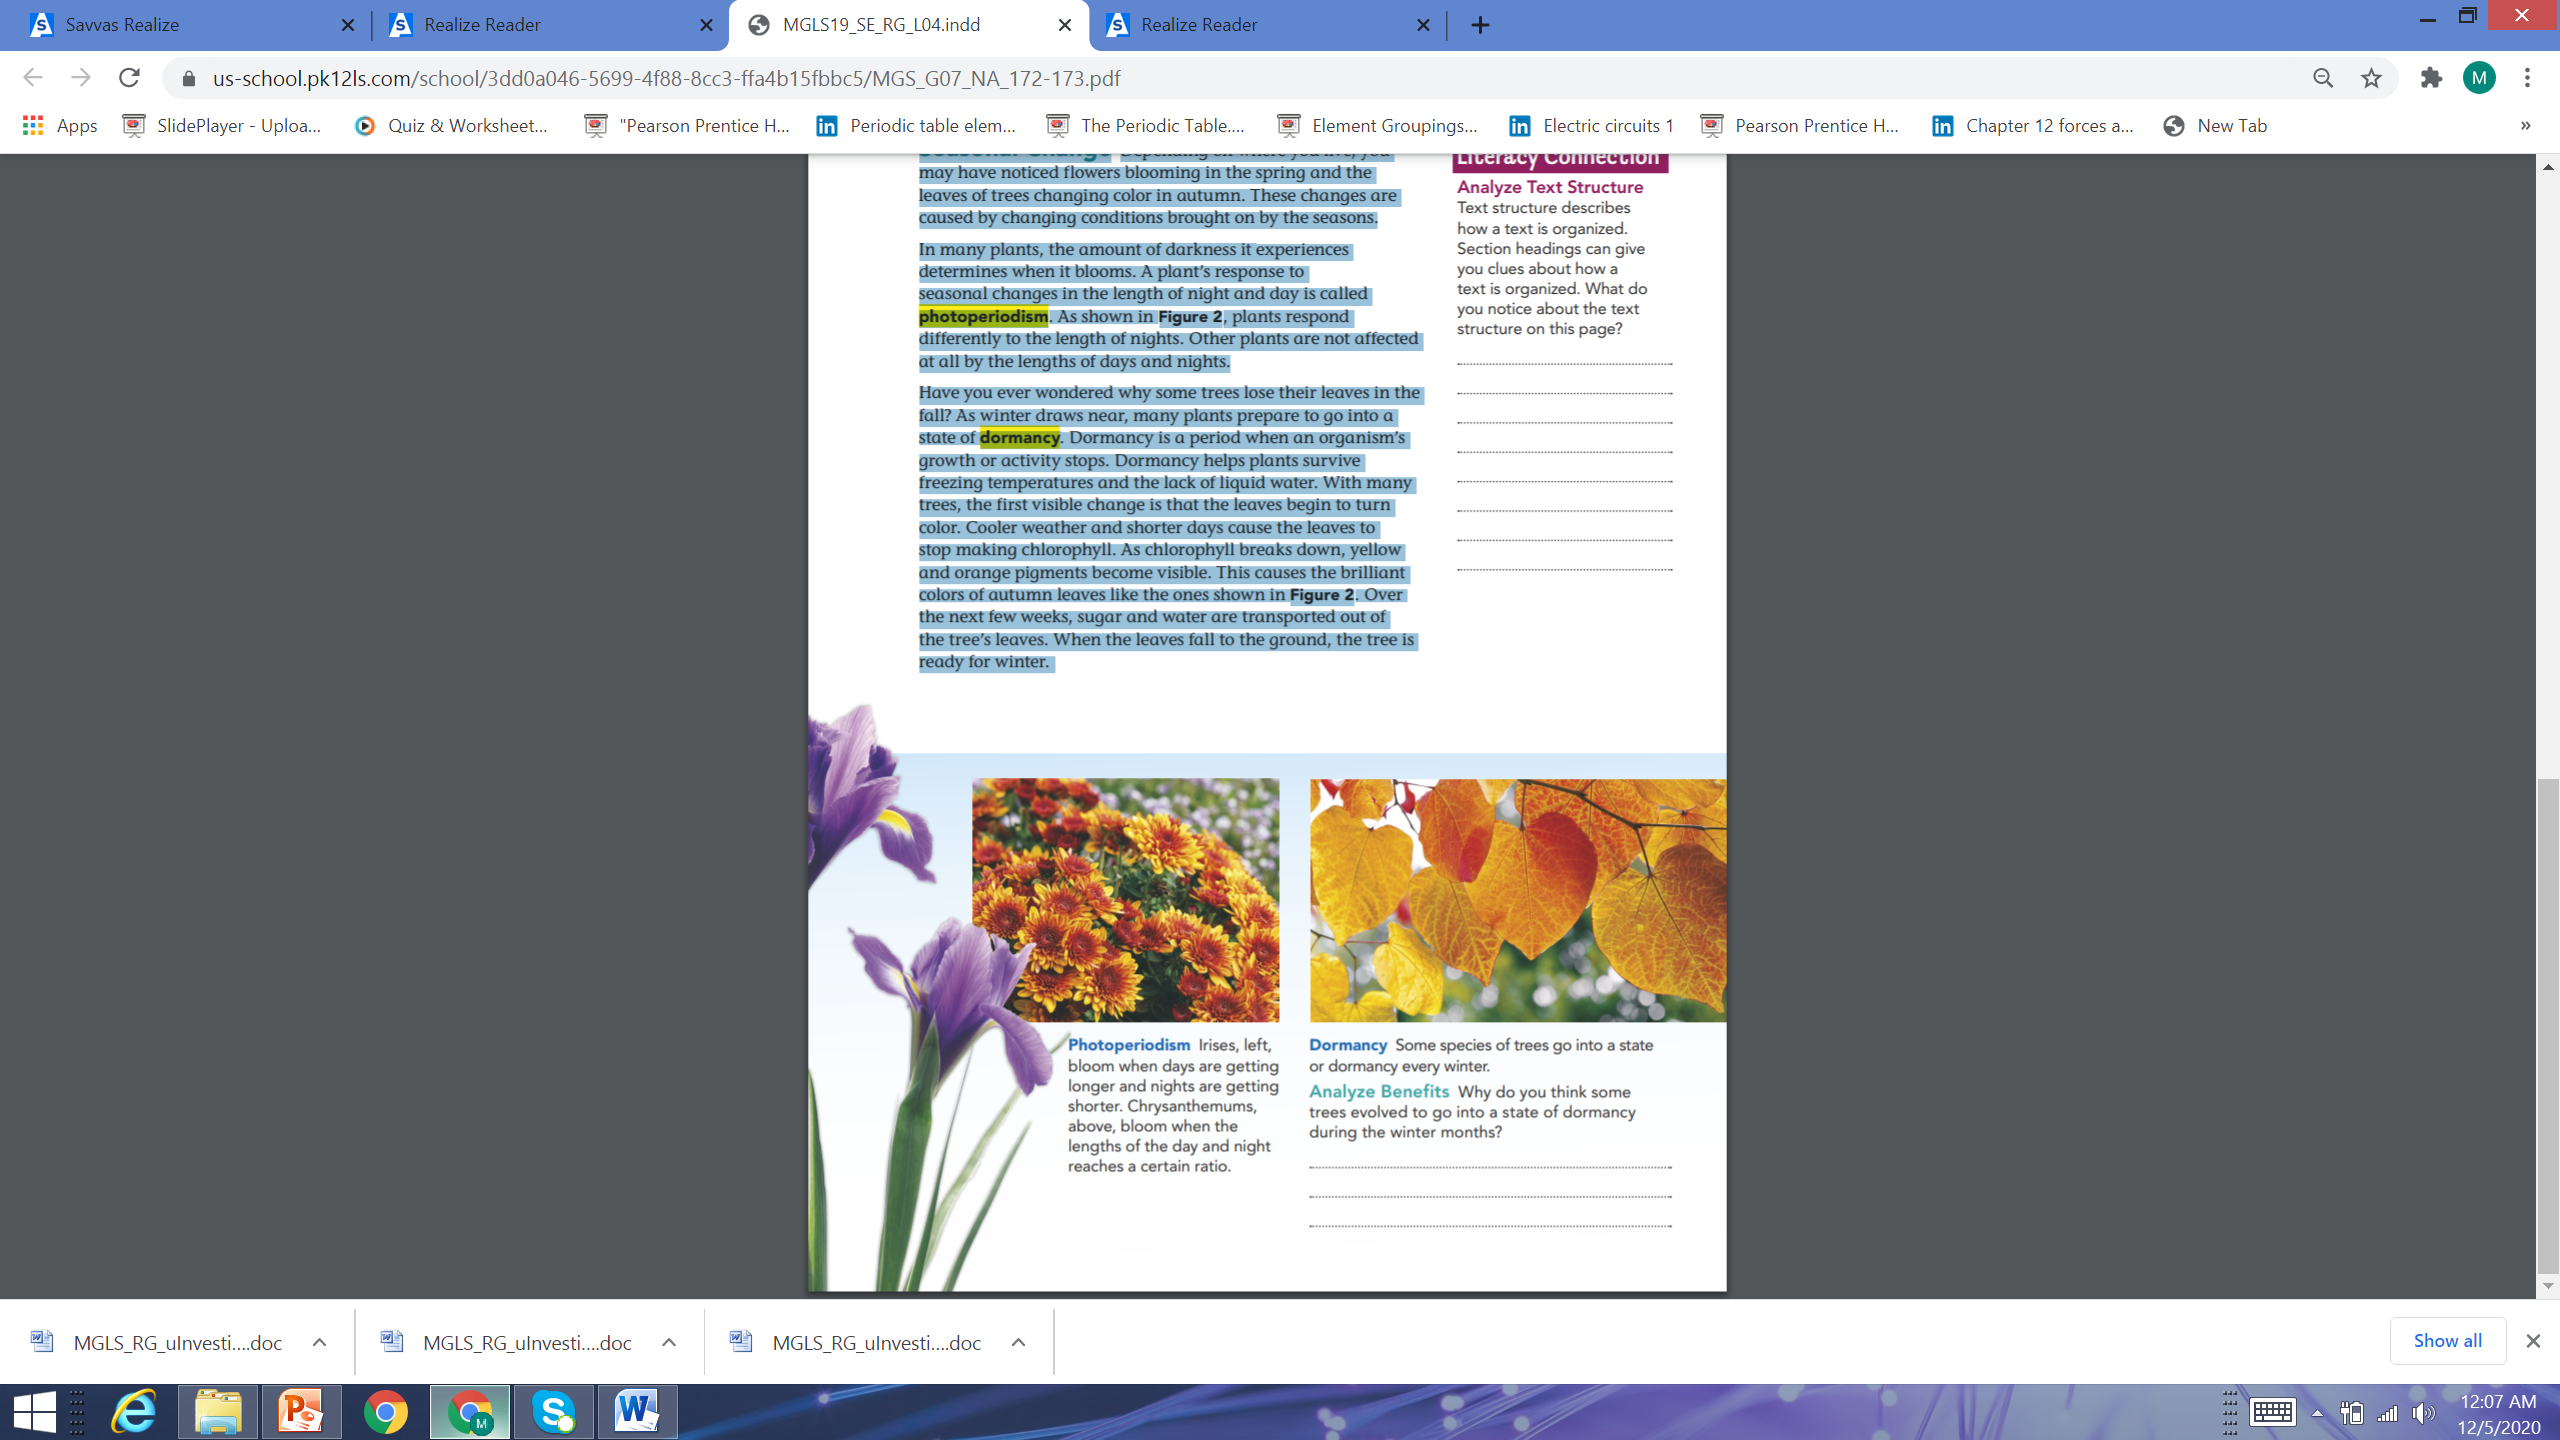 Savvas Realize
Realize Reader
MGLS19_SE_RG_L04.indd
Realize Reader
us-school.pk12ls.com/school/3dd0a046-5699-4f88-8cc3-ffa4b15fbbc5/MGS_G07_NA_172-173.pdf
M
Apps
SlidePlayer - Uploa...
Quiz & Worksheet...
"Pearson Prentice H...
Periodic table elem...
The Periodic Table....
Element Groupings...
Electric circuits 1
Pearson Prentice H...
Chapter 12 forces a...
New Tab
»
Seasonal Change Depending on where you live, you
may have noticed flowers blooming in the spring and the
leaves of trees changing color in autumn. These changes are
caused by changing conditions brought on by the seasons.
In many plants, the amount of darkness it experiences
determines when it blooms. A plant's response to
seasonal changes in the length of night and day is called
photoperiodism. As shown in Figure 2, plants respond
differently to the length of nights. Other plants are not affected
at all by the lengths of days and nights.
Have you ever wondered why some trees lose their leaves in the
fall? As winter draws near, many plants prepare to go into a
state of dormancy. Dormancy is a period when an organism's
growth or activity stops. Dormancy helps plants survive
freezing temperatures and the lack of liquid water. With many
trees, the first visible change is that the leaves begin to turn
color. Cooler weather and shorter days cause the leaves to
stop making chlorophyll. As chlorophyll breaks down, yellow
and orange pigments become visible. This causes the brilliant
colors of autumn leaves like the ones shown in Figure 2. Over
the next few weeks, sugar and water are transported out of
the tree's leaves. When the leaves fall to the ground, the tree is
ready for winter.
Literacy Connection
Analyze Text Structure
Text structure describes
how a text is organized.
Section headings can give
you clues about how a
text is organized. What do
you notice about the text
structure on this page?
Photoperiodism Irises, left,
bloom when days are getting
longer and nights are getting
shorter. Chrysanthemums,
above, bloom when the
lengths of the day and night
reaches a certain ratio.
Dormancy Some species of trees go into a state
or dormancy every winter.
Analyze Benefits Why do you think some
trees evolved to go into a state of dormancy
during the winter months?
MGLS_RG_uInvesti....doc
MGLS_RG_uInvesti....doc
MGLS_RG_uInvesti....doc
Show all
12:07 AM
12/5/2020